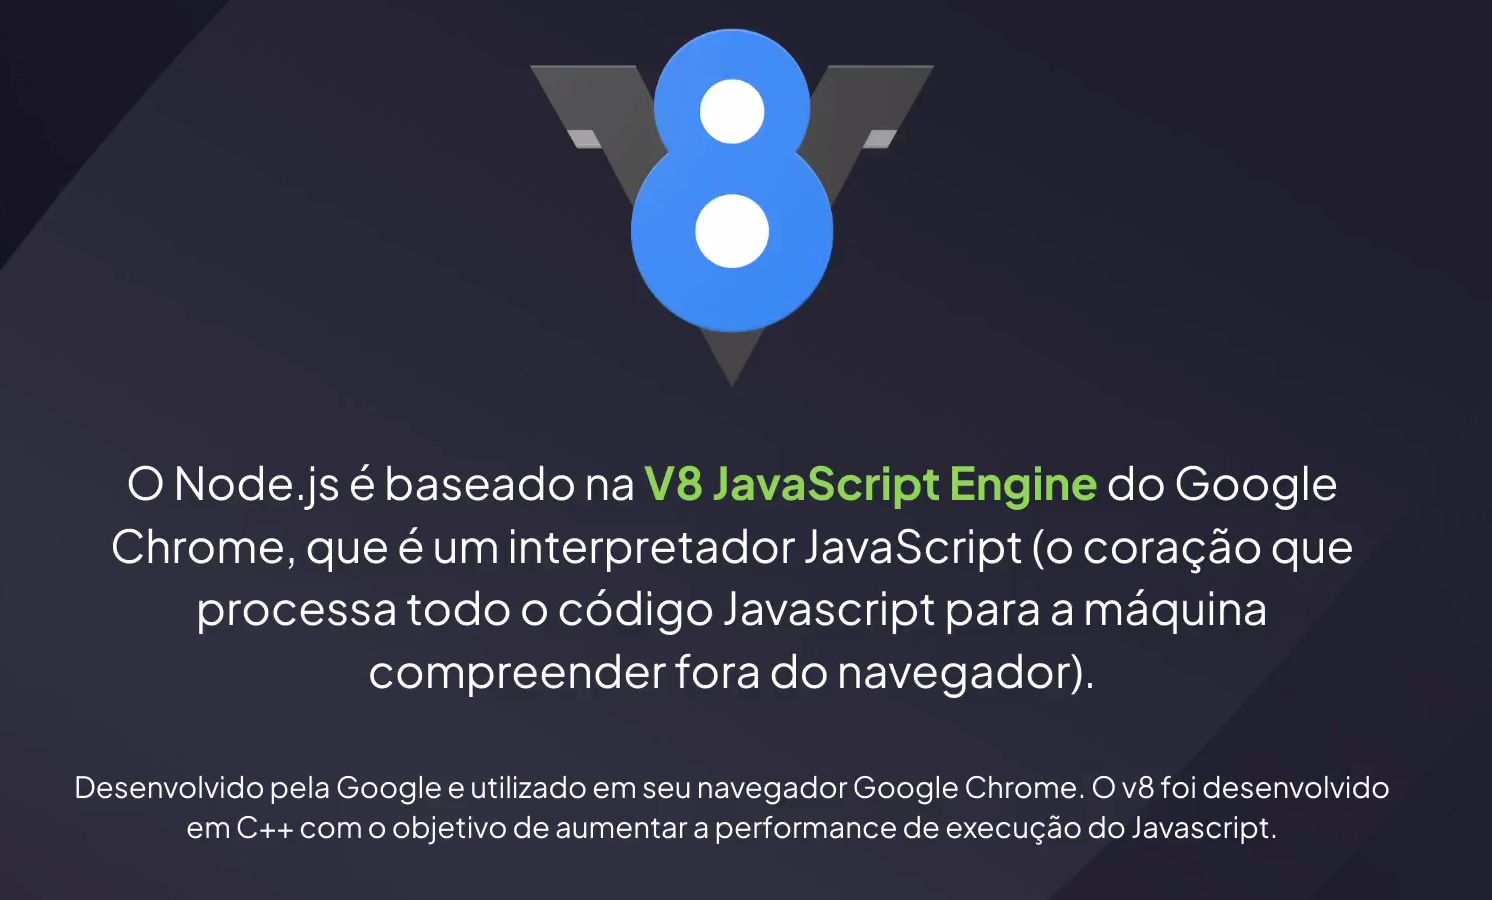 V8
O Node.js é baseado na V8 JavaScript Engine do Google
Chrome, que é um interpretador JavaScript (o coração que
processa todo o código Javascript para a máquina
compreender fora do navegador).
Desenvolvido pela Google e utilizado em seu navegador Google Chrome. O v8 foi desenvolvido
em C++ com o objetivo de aumentar a performance de execução do Javascript.